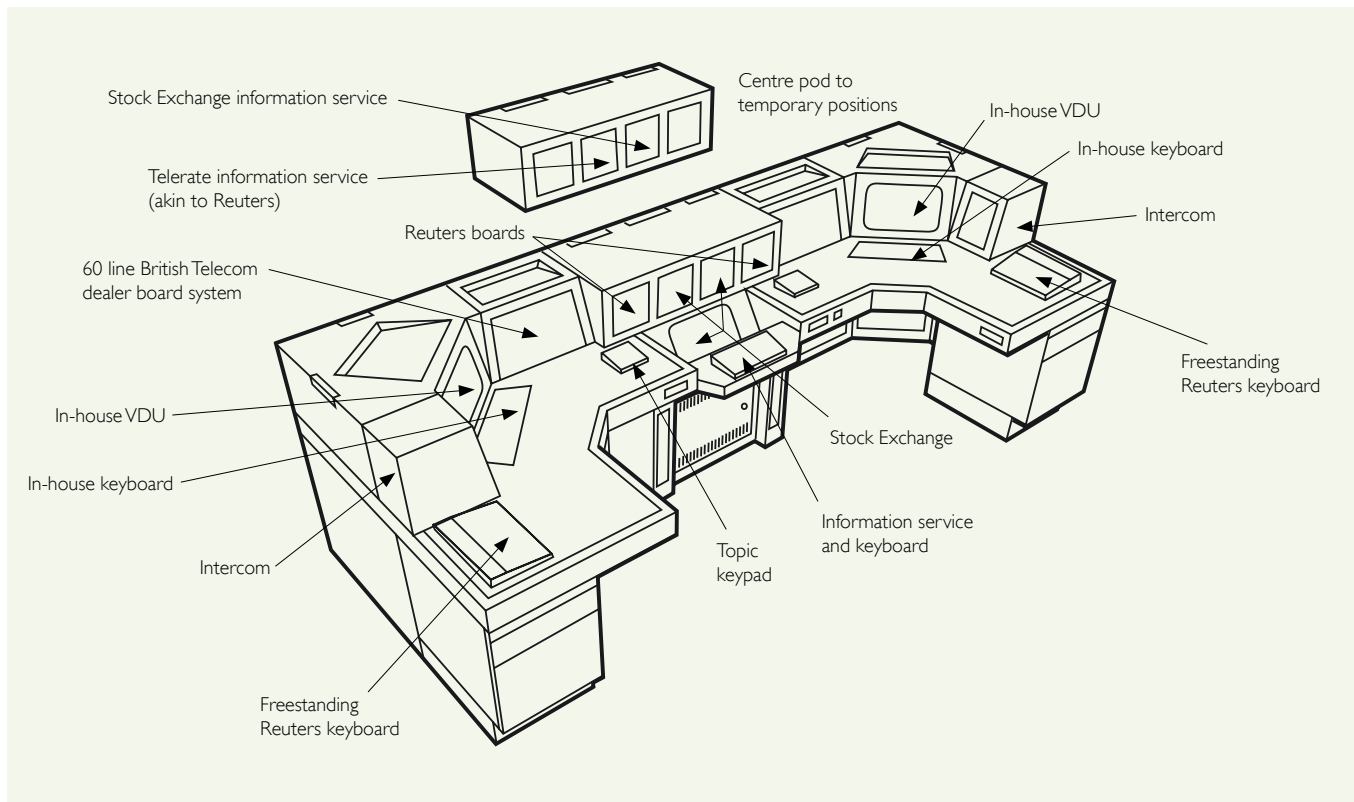 Stock Exchange information service
Centre pod to
temporary positions
In-house VDU
In-house keyboard
Telerate information service
(akin to Reuters)
Intercom
Reuters boards
60 line British Telecom
dealer board system
Freestanding
Reuters keyboard
In-house VDU
Stock Exchange
In-house keyboard
Information service
and keyboard
Topic
keypad
Intercom
Freestanding
Reuters keyboard